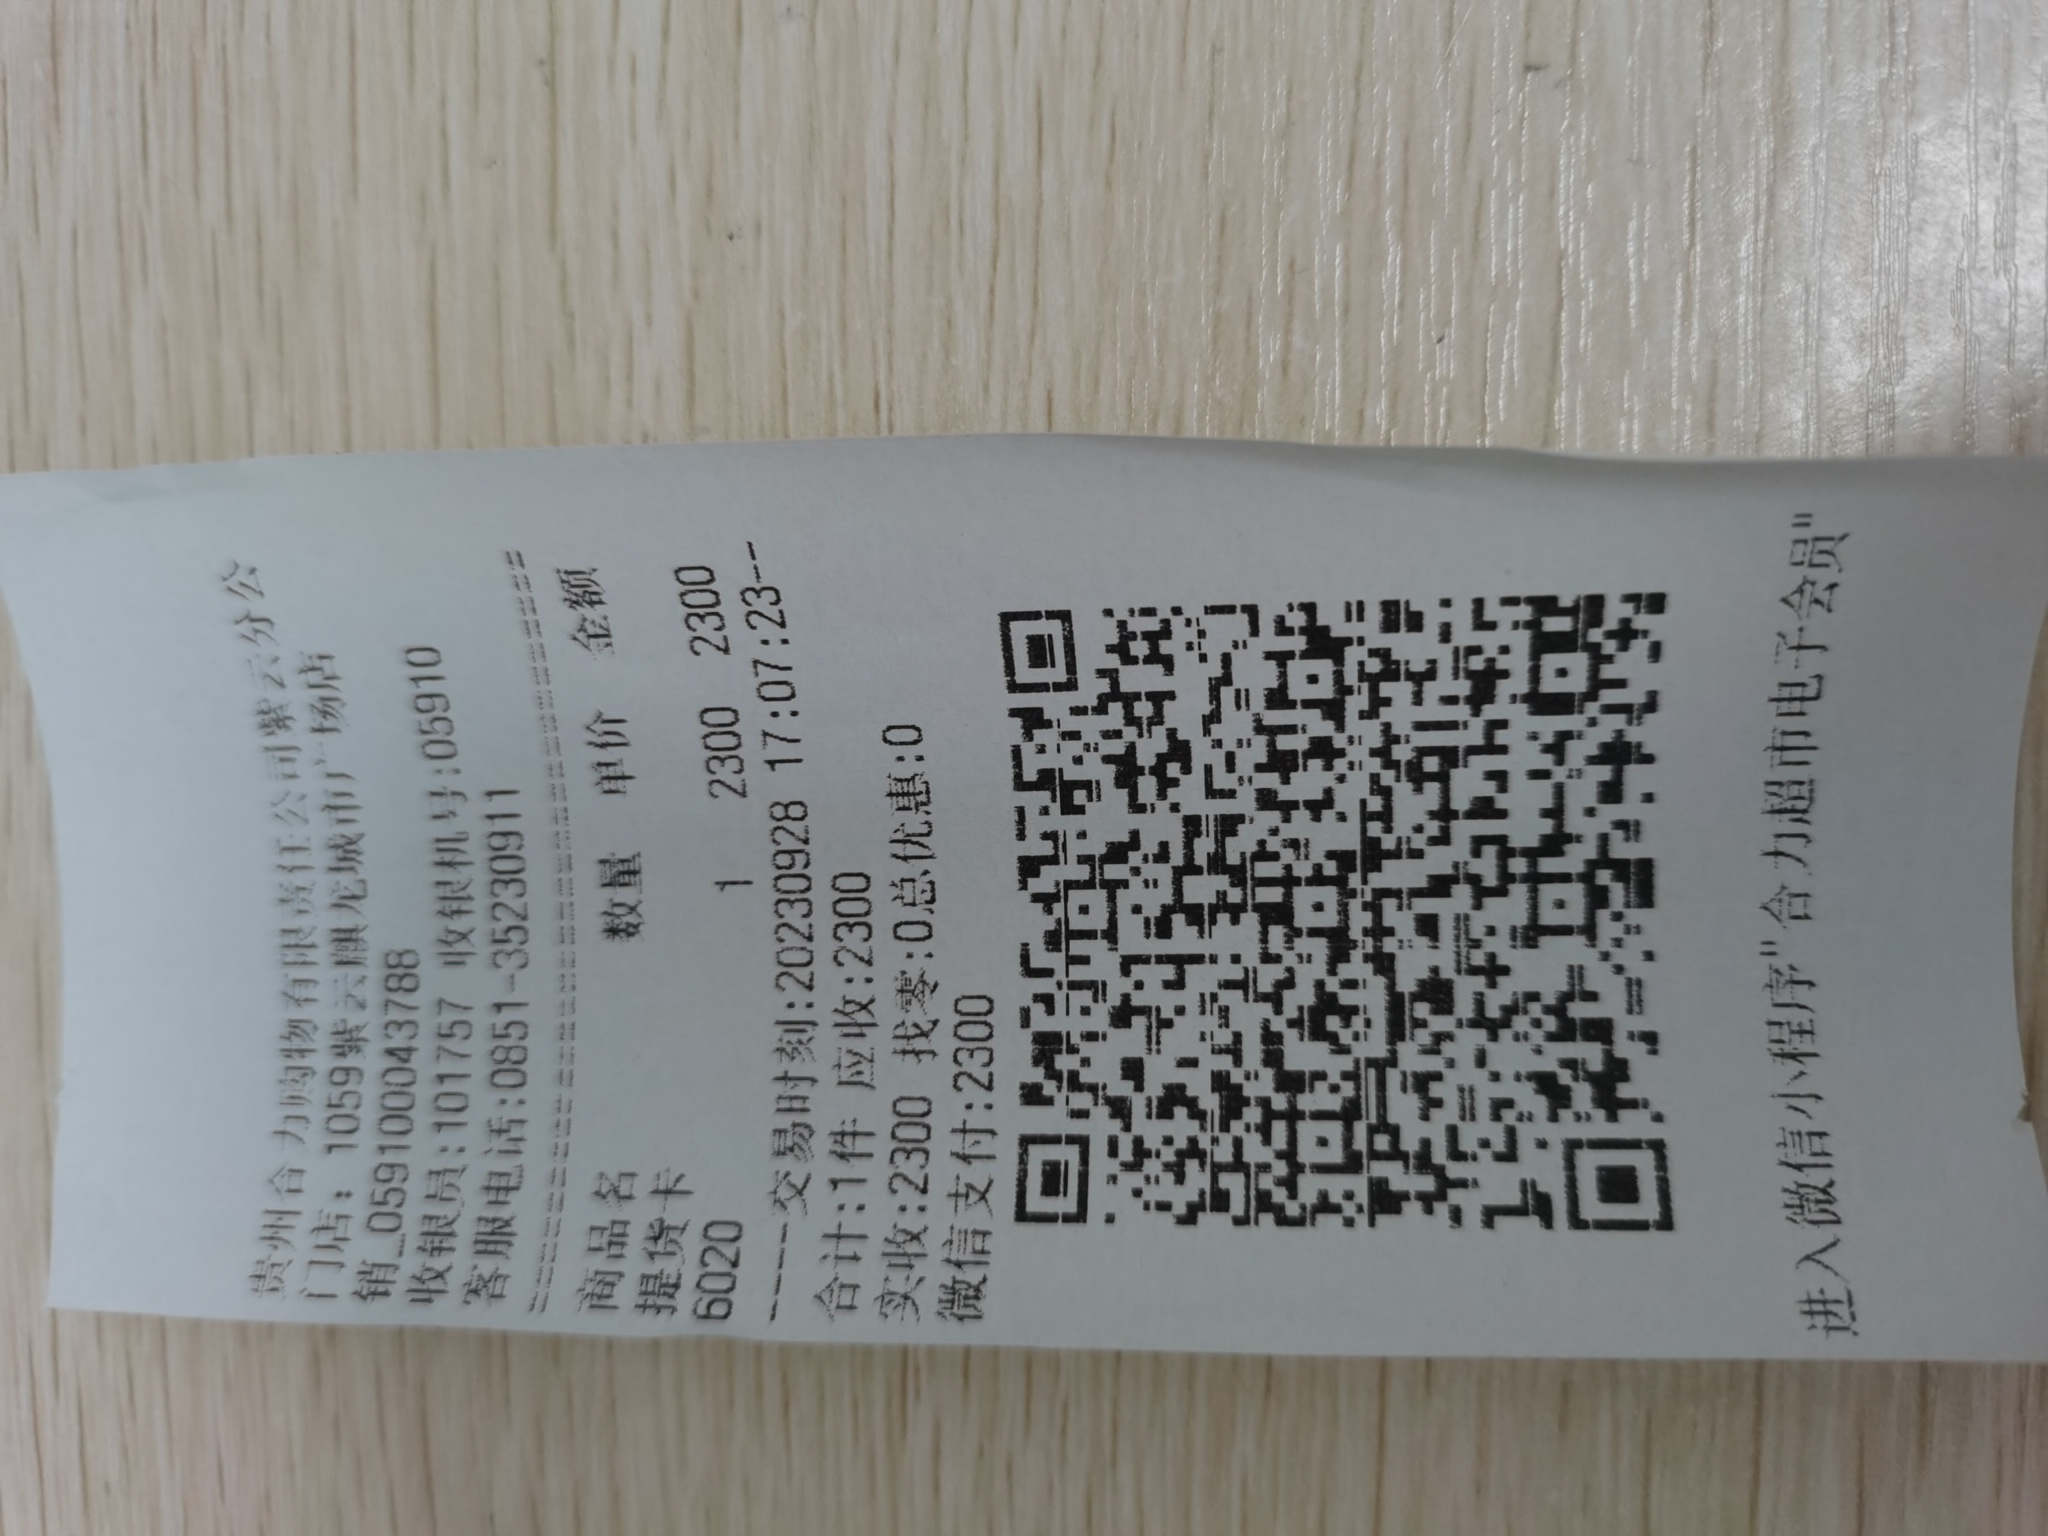 贵州合力购物有限责任公司紫云分公
门店：1059紫云麒龙城市广场店
销_0591000043788
收银员:101757 收银机号:05910
客服电话:0851-35230911
================================
商品名 数量 单价 金额
提货卡
6020 1 2300 2300
----交易时刻:20230928 17:07:23--
合计:1件 应收:2300
实收:2300 找零:0总优惠:0
微信支付:2300
进入微信小程序"合力超市电子会员"